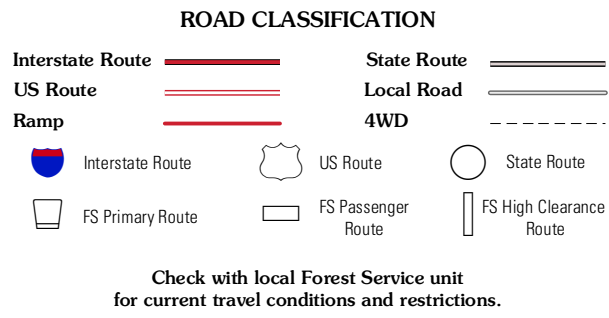 ROAD CLASSIFICATION
Interstate Route
State Route
US Route
Local Road
Ramp
4WD
Interstate Route
US Route
State Route
FS Primary Route
FS Passenger
Route
FS High Clearance
Route
Check with local Forest Service unit
for current travel conditions and restrictions.